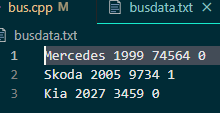 bus.cpp M busdata.txt
busdata.txt
1 Mercedes 1999 74564 0
2 Skoda 2005 9734 1
3 Kia 2027 3459 0